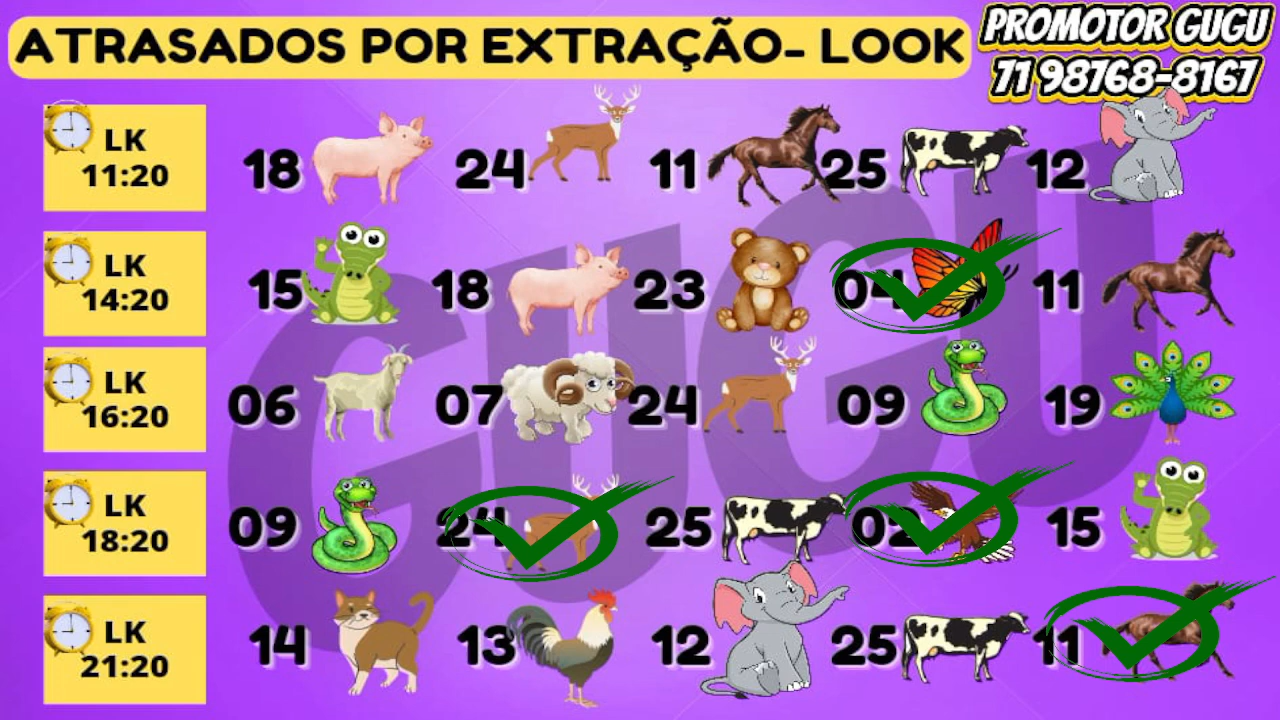 ATRASADOS POR EXTRAÇÃO- LOOK
PROMOTOR GUGU
71 98768-8167
LK
11:20
18 24 11 25 12
LK
14:20
15 18 23 04 11
LK
16:20
06 07 24 09 19
LK
18:20
09 24 25 02 15
LK
21:20
14 13 12 25 11
GUGU